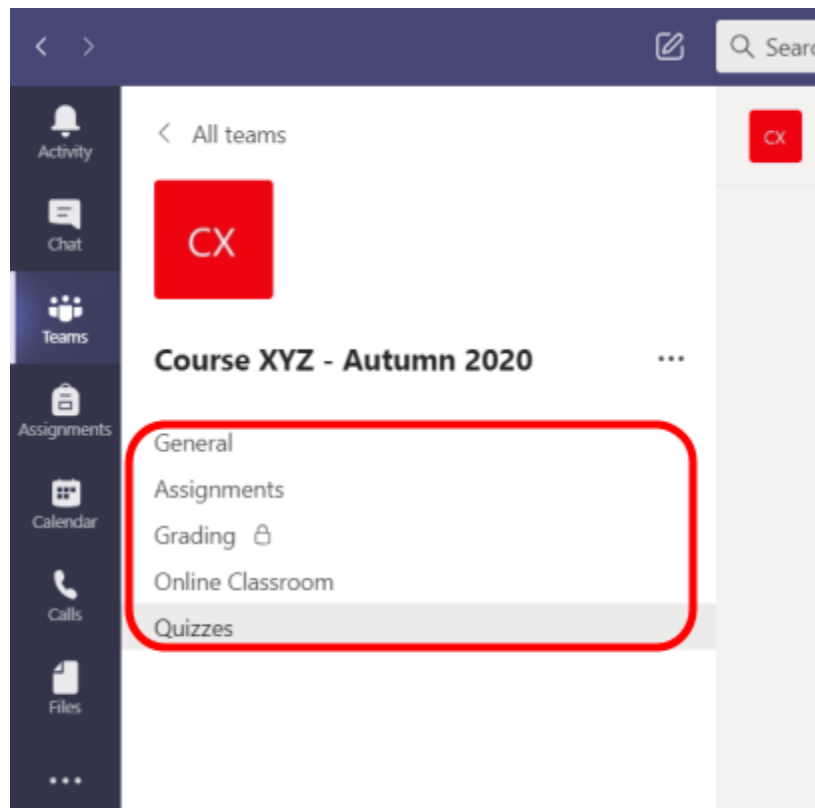 Sear
Activity
Chat
Teams
Assignments
Calendar
Calls
Files
All teams
CX
Course XYZ - Autumn 2020
General
Assignments
Grading
Online Classroom
Quizzes
CX